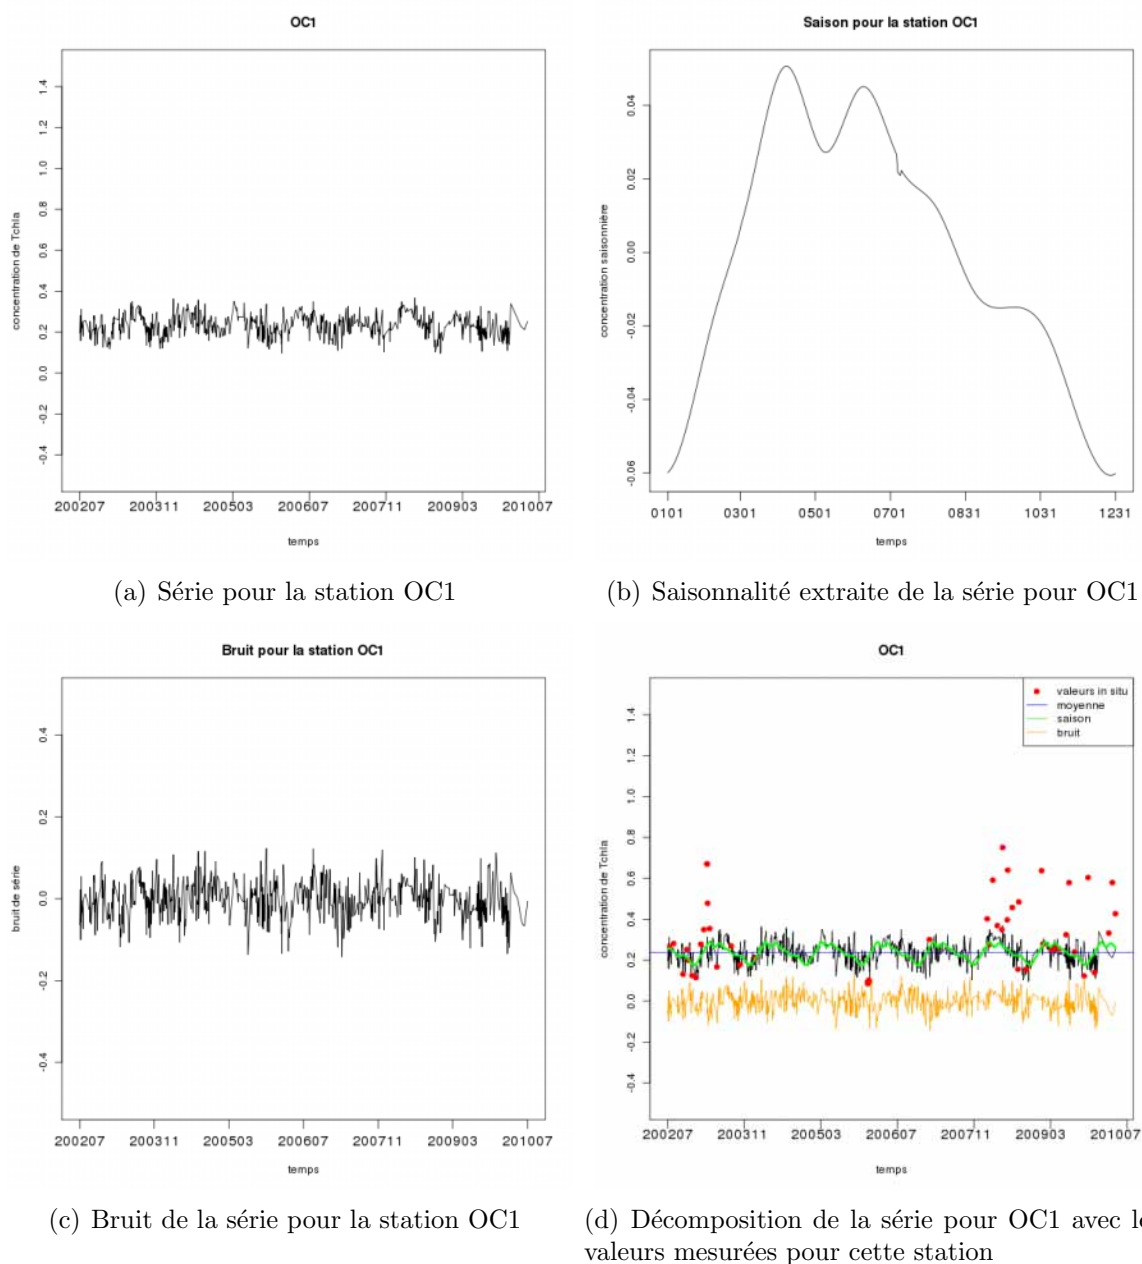 OC1
concentration de Tchla
1.4
1.2
1.0
0.8
0.6
0.4
0.2
0.0
-0.2
-0.4
200207 200311 200503 200607 200711 200903 201007
temps
(a) Série pour la station OC1
Saison pour la station OC1
concentration saisonnière
0.04
0.02
0.00
-0.02
-0.04
-0.06
0101 0301 0501 0701 0831 1031 1231
temps
(b) Saisonnalité extraite de la série pour OC1
Bruit pour la station OC1
bruit de série
0.4
0.2
0.0
-0.2
-0.4
200207 200311 200503 200607 200711 200903 201007
temps
(c) Bruit de la série pour la station OC1
OC1
valeurs in situ
moyenne
saison
bruit
concentration de Tchla
1.4
1.2
1.0
0.8
0.6
0.4
0.2
0.0
-0.2
-0.4
200207 200311 200503 200607 200711 200903 201007
temps
(d) Décomposition de la série pour OC1 avec
valeurs mesurées pour cette station